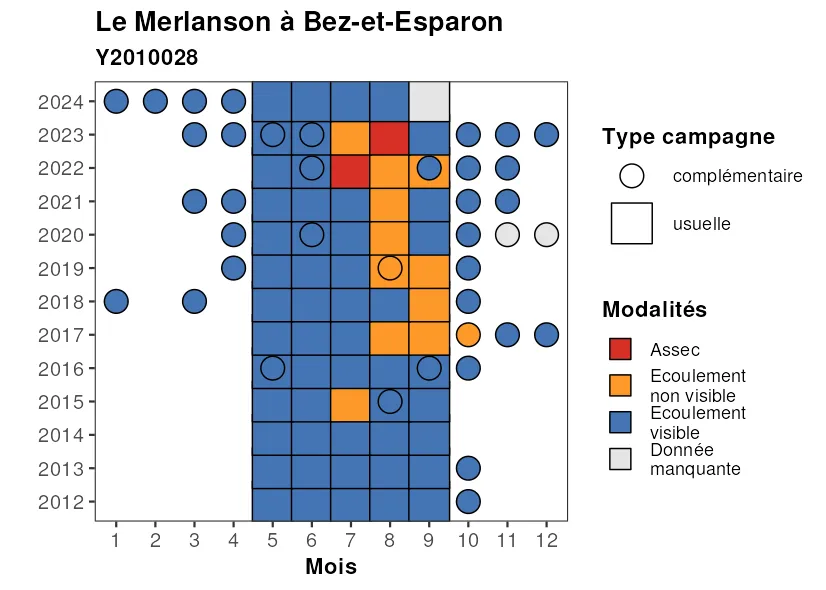 Le Merlanson à Bez-et-Esparon
Y2010028
2024
2023
2022
2021
2020
2019
2018
2017
2016
2015
2014
2013
2012
1 2 3 4 5 6 7 8 9 10 11 12
Mois
Type campagne
complémentaire
usuelle
Modalités
Assec
Ecoulement
non visible
Ecoulement
visible
Donnée
manquante